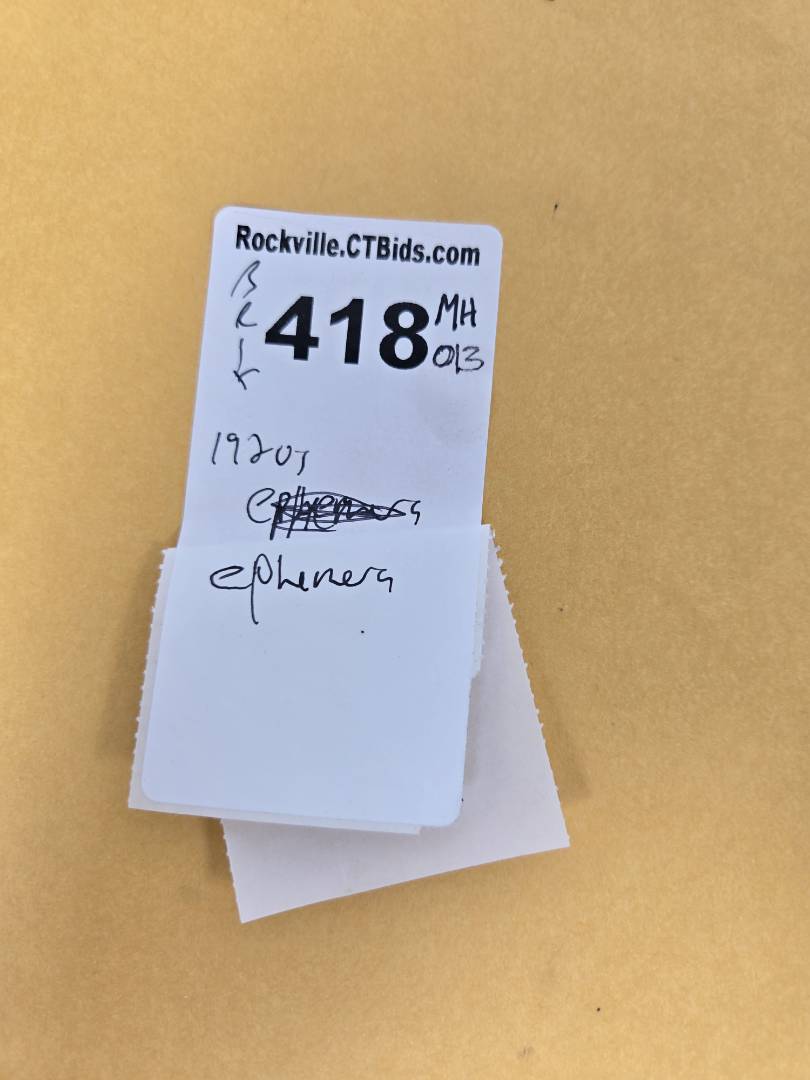 Rockville.CTBids.com
418
MH
013
1920s
ephemera